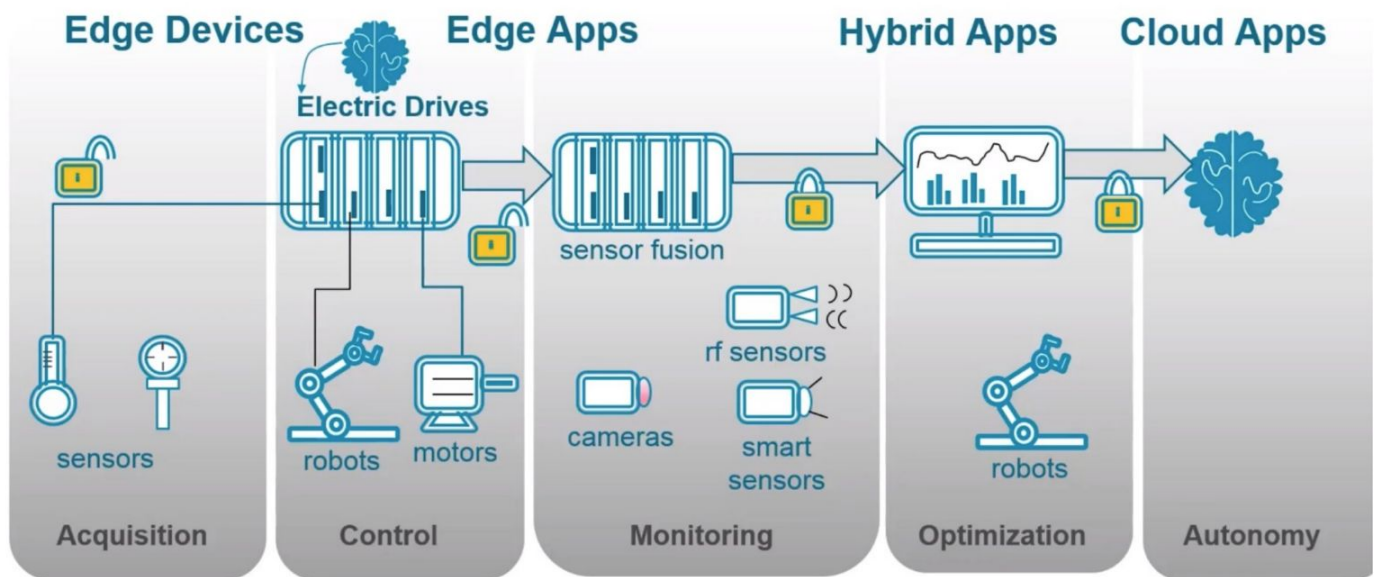 Edge Devices
Edge Apps
Hybrid Apps
Cloud Apps
Electric Drives
sensor fusion
rf sensors
cameras
smart
sensors
sensors
robots
motors
robots
Acquisition
Control
Monitoring
Optimization
Autonomy